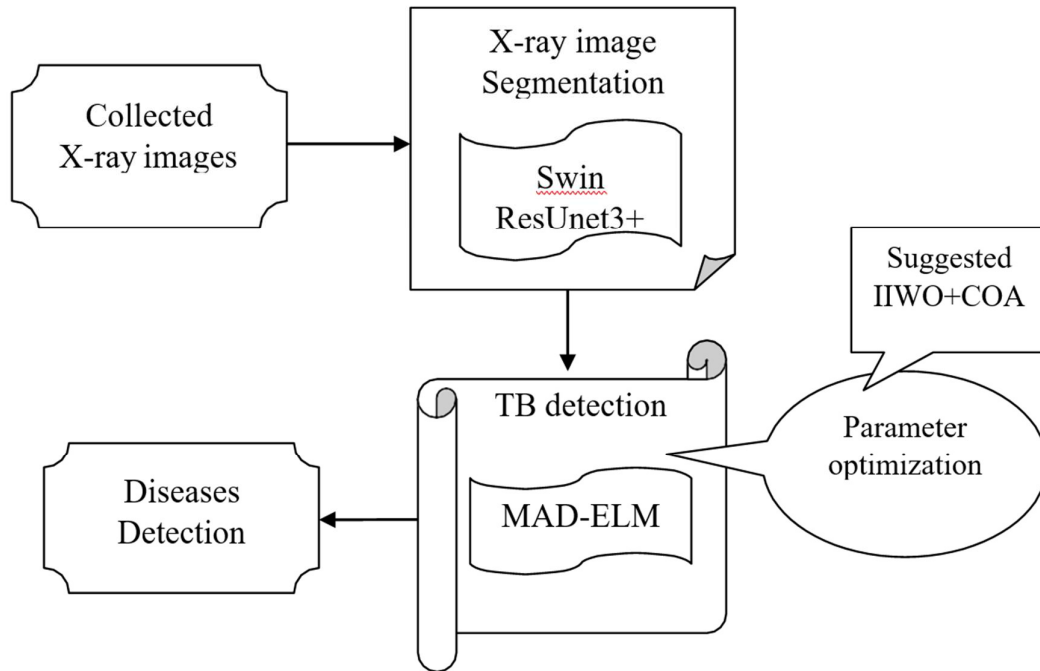 Collected
X-ray images
X-ray image
Segmentation
Swin
ResUnet3+
Suggested
IIWO+COA
TB detection
MAD-ELM
Parameter
optimization
Diseases
Detection